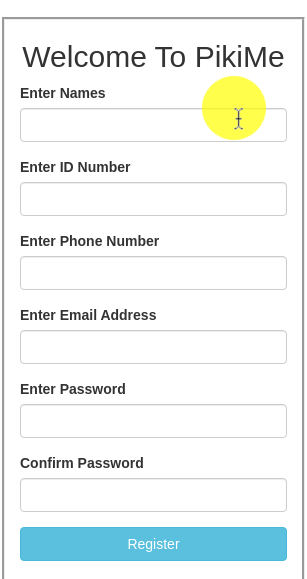 Welcome To PikiMe
Enter Names
Enter ID Number
Enter Phone Number
Enter Email Address
Enter Password
Confirm Password
Register